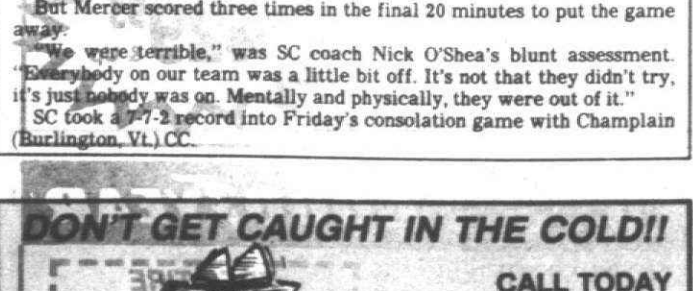 But Mercer scored three times in the final 20 minutes to put the game
away.
"We were terrible," was SC coach Nick O'Shea's blunt assessment.
"Everybody on our team was a little bit off. It's not that they didn't try,
it's just nobody was on. Mentally and physically, they were out of it."
SC took a 7-7-2 record into Friday's consolation game with Champlain
(Burlington, Vt.) CC.
DON'T GET CAUGHT IN THE COLD!!
CALL TODAY